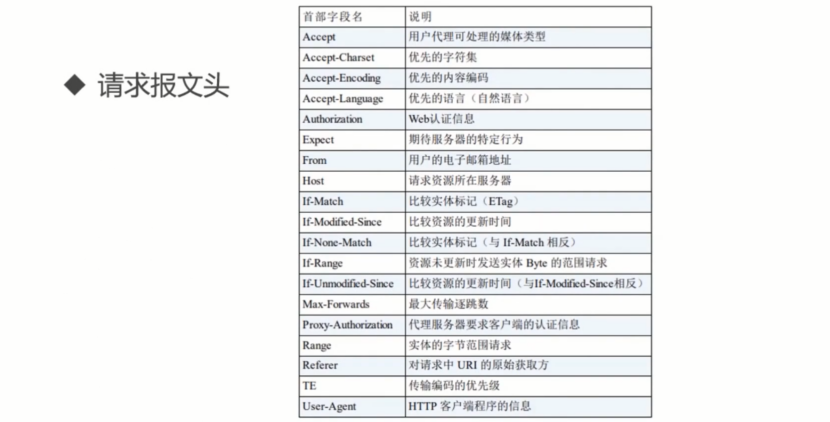 ◆ 请求报文头
首部字段名 说明
Accept 用户代理可处理的媒体类型
Accept-Charset 优先的字符集
Accept-Encoding 优先的内容编码
Accept-Language 优先的语言（自然语言）
Authorization Web认证信息
Expect 期待服务器的特定行为
From 用户的电子邮箱地址
Host 请求资源所在服务器
If-Match 比较实体标记（ETag）
If-Modified-Since 比较资源的更新时间
If-None-Match 比较实体标记（与 If-Match 相反）
If-Range 资源未更新时发送实体 Byte 的范围请求
If-Unmodified-Since 比较资源的更新时间（与If-Modified-Since相反）
Max-Forwards 最大传输逐跳数
Proxy-Authorization 代理服务器要求客户端的认证信息
Range 实体的字节范围请求
Referer 对请求中 URI 的原始获取方
TE 传输编码的优先级
User-Agent HTTP 客户端程序的信息